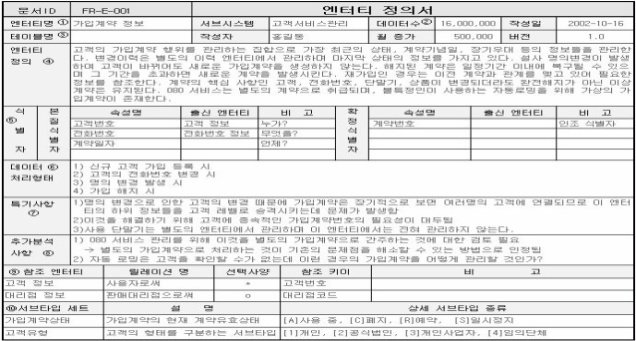 문서ID FR-E-001 엔터티 정의서
엔터티명 ① 가입계약 정보 서브시스템 고객서비스관리 데이터수② 16,000,000 작성일 2002-10-16
테이블명 ③ 작성자 홍길동 월 증가 500,000 버전 1.0
엔터티 정의 ④
고객의 가입계약 행위를 관리하는 집합으로 가장 최근의 상태, 계약기념일, 장기우대 등의 정보들을 관리한
다. 변경이력은 별도의 이력 엔터티에서 관리하며 마지막 상태의 정보를 가지고 있다. 설사 명의변경이 발생
하며 고객이 바뀌어도 새로운 가입계약을 생성하지 않는다. 해지된 계약은 일정기간 이내에 복구될 수 있으
며 그 기간을 초과하면 새로운 계약을 발생시킨다. 재가입인 경우는 이전 계약과 관계를 맺고 있어 필요한
정보를 참조한다. 계약의 핵심 사항인 고객, 전화번호, 단말기, 상품이 변경되더라도 완전해지가 아닌 이상
계약은 유지된다. 080 서비스는 별도의 계약으로 취급되며, 불특정인이 사용하는 자동로밍을 위해 가상의 가
입계약이 존재한다.
식 ⑤ 별 자
본 질 식 별 자
속성명 출신 엔터티 비 고
확 정 식 별 자
속성명 출신 엔터티 비 고
고객번호 고객 정보 누가? 계약번호 인조 식별자
전화번호 전화번호 정보 무엇을?
계약일자 언제?
데이터 ⑥ 처리형태
1) 신규 고객 가입 등록 시
2) 고객의 전화번호 변경 시
3) 명의 변경 발생 시
4) 가입 해지 시
특기사항 ⑦
1)명의 변경으로 인한 고객의 변경 때문에 가입계약은 장기적으로 보면 여러명의 고객에 연결되므로 이 엔터
티의 하위 정보들을 고객 레벨로 승격시키는데 문제가 발생함
2)이것을 해결하기 위해 고객에 종속적인 가입계약번호의 필요성이 대두됨
3)사용 단말기는 별도의 엔터티에서 관리하며 이 엔터티에서는 전혀 관리하지 않는다.
추가분석 사항 ⑧
1) 080 서비스 관리를 위해 이것을 별도의 가입계약으로 간주하는 것에 대한 검토 필요
→ 별도의 가입계약으로 처리하는 것이 기존의 문제점을 해소할 수 있는 방법으로 인정됨
2) 자동 로밍은 고객을 확인할 수가 없는데 이런 경우의 가입계약을 어떻게 관리할 것인가?
⑨ 참조 엔터티 릴레이션 명 선택사양 참조 키이 비 고
고객 정보 사용자로써 * 고객번호
대리점 정보 판매대리점으로써 o 대리점코드
⑩서브타입 세트 설 명 상세 서브타입 종류
가입계약상태 가입계약의 현재 계약유효상태 [A]사용 중, [C]폐지, [R]예약, [S]일시정지
고객유형 고객의 형태를 구분하는 서브타입 [1]개인, [2]공식법인, [3]개인사업자, [4]임의단체